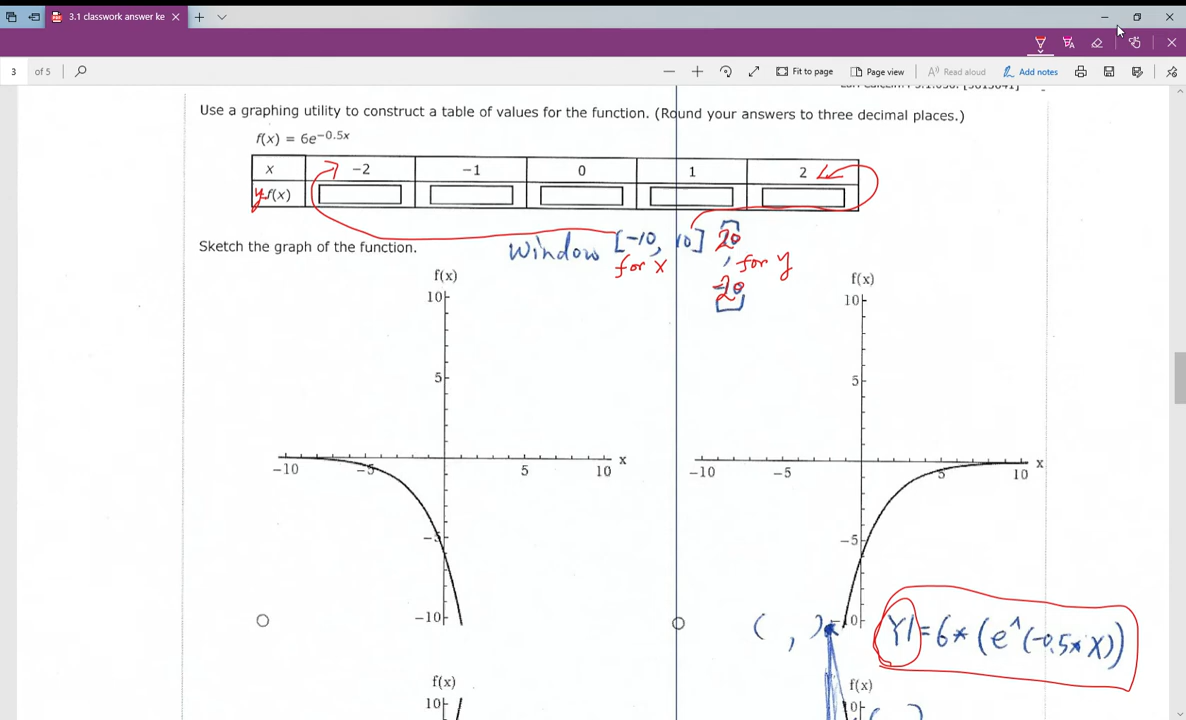 3.1 classwork answer ke
3 of 5
Fit to page
Page view
Read aloud
Add notes
Use a graphing utility to construct a table of values for the function. (Round your answers to three decimal places.)
f(x) = 6e^−0.5x
x −2 −1 0 1 2
y f(x)
Sketch the graph of the function.
Window [-10, 10] 20
for x , for y
-20
f(x)
10
5
-10 -5 5 10 x
-5
-10
f(x)
10
5
-10 -5 5 10 x
-5
-10
( , )
Y1 = 6*(e^(-0.5*X))
f(x)
10
f(x)
10